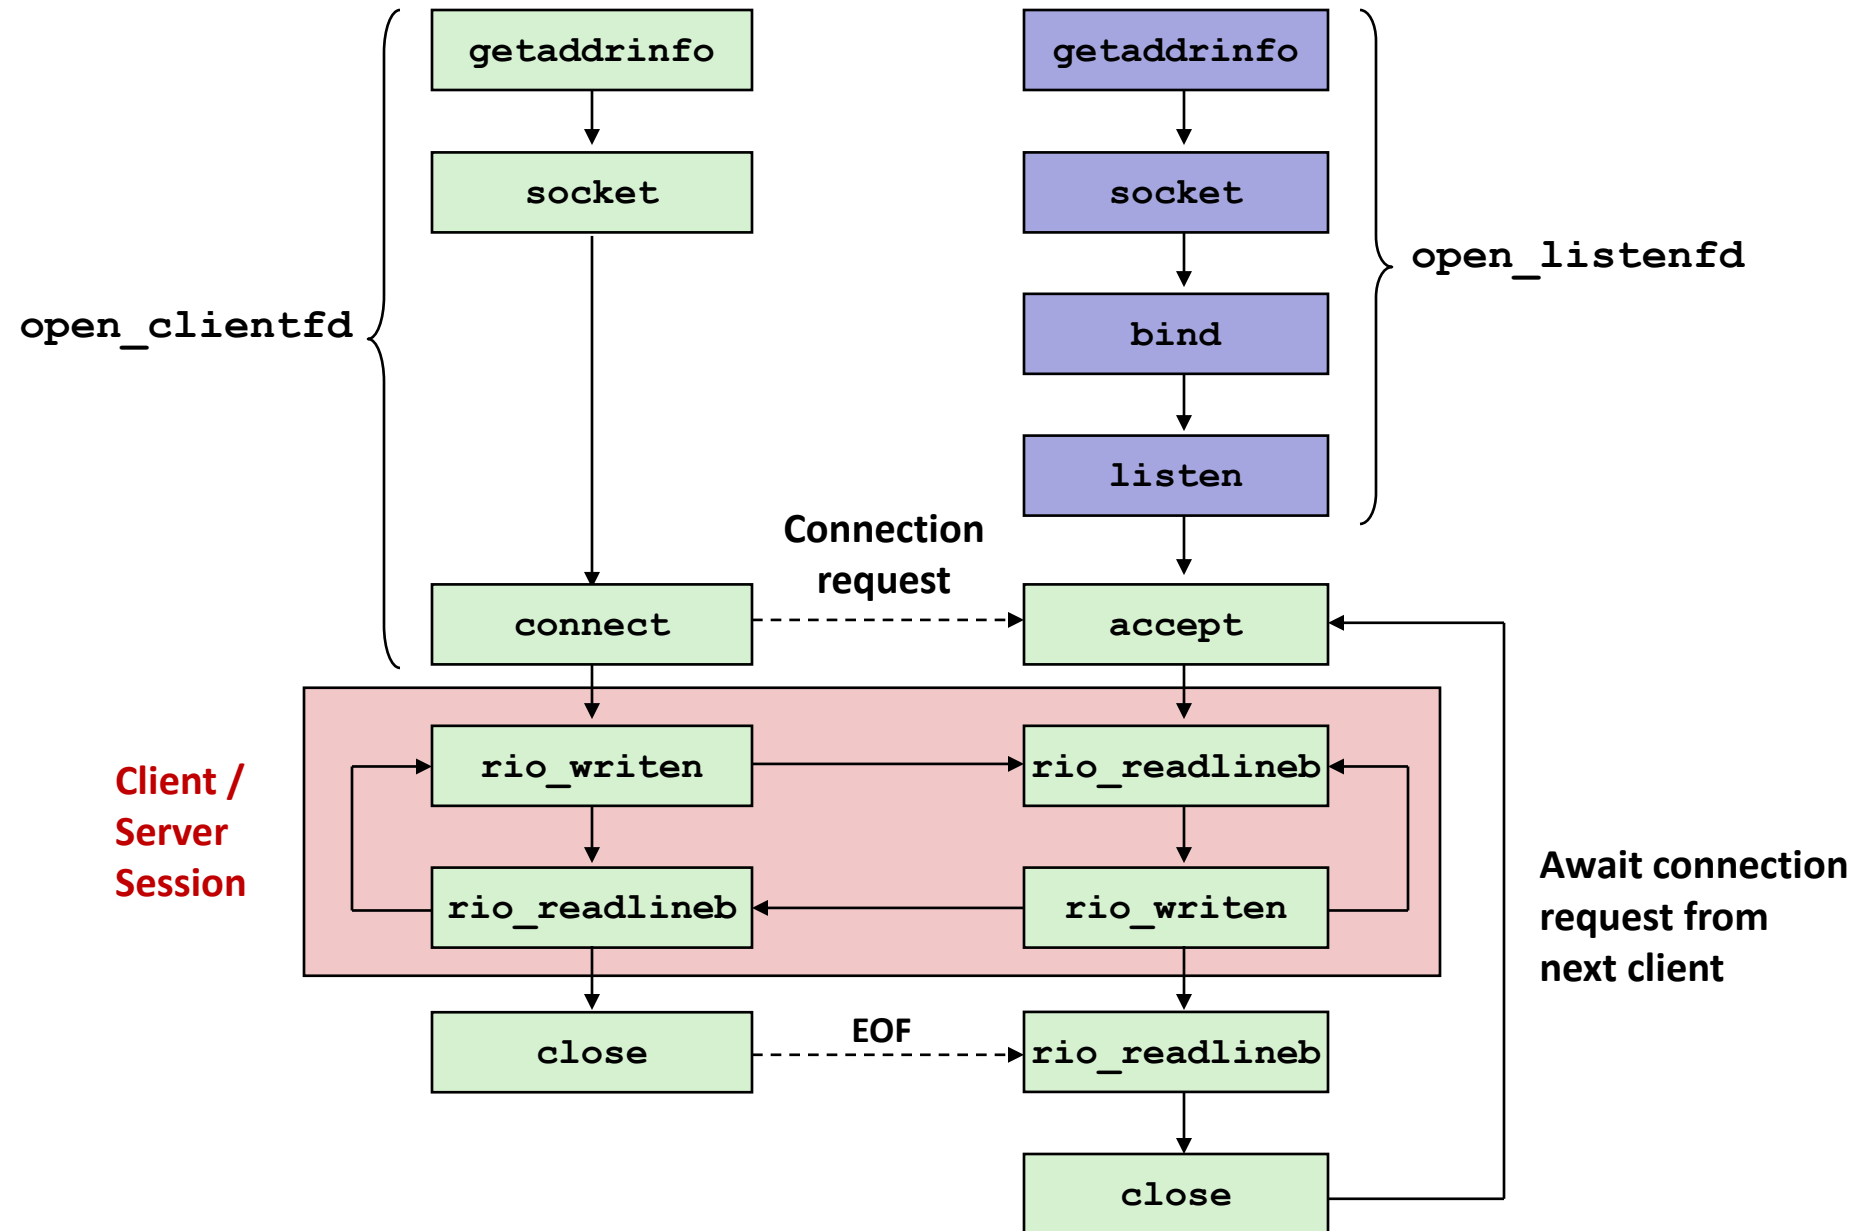 getaddrinfo
getaddrinfo
socket
socket
open_listenfd
open_clientfd
bind
listen
Connection
request
connect
accept
Client /
Server
Session
rio_writen
rio_readlineb
rio_readlineb
rio_writen
Await connection
request from
next client
close
EOF
rio_readlineb
close